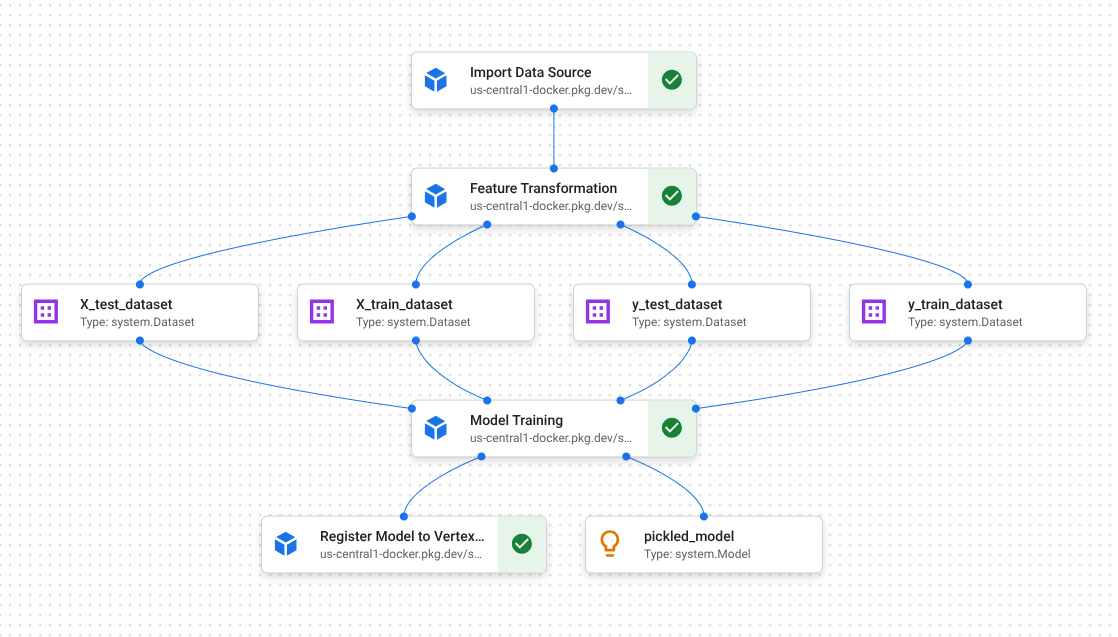 Import Data Source
us-central1-docker.pkg.dev/s...
Feature Transformation
us-central1-docker.pkg.dev/s...
X_test_dataset
Type: system.Dataset
X_train_dataset
Type: system.Dataset
y_test_dataset
Type: system.Dataset
y_train_dataset
Type: system.Dataset
Model Training
us-central1-docker.pkg.dev/s...
Register Model to Vertex...
us-central1-docker.pkg.dev/s...
pickled_model
Type: system.Model